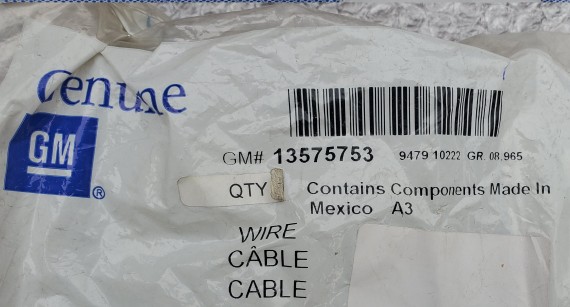 Genuine
GM
®
GM# 13575753 9479 10222 GR. 08.965
QTY
Contains Components Made In
Mexico A3
WIRE
CÂBLE
CABLE